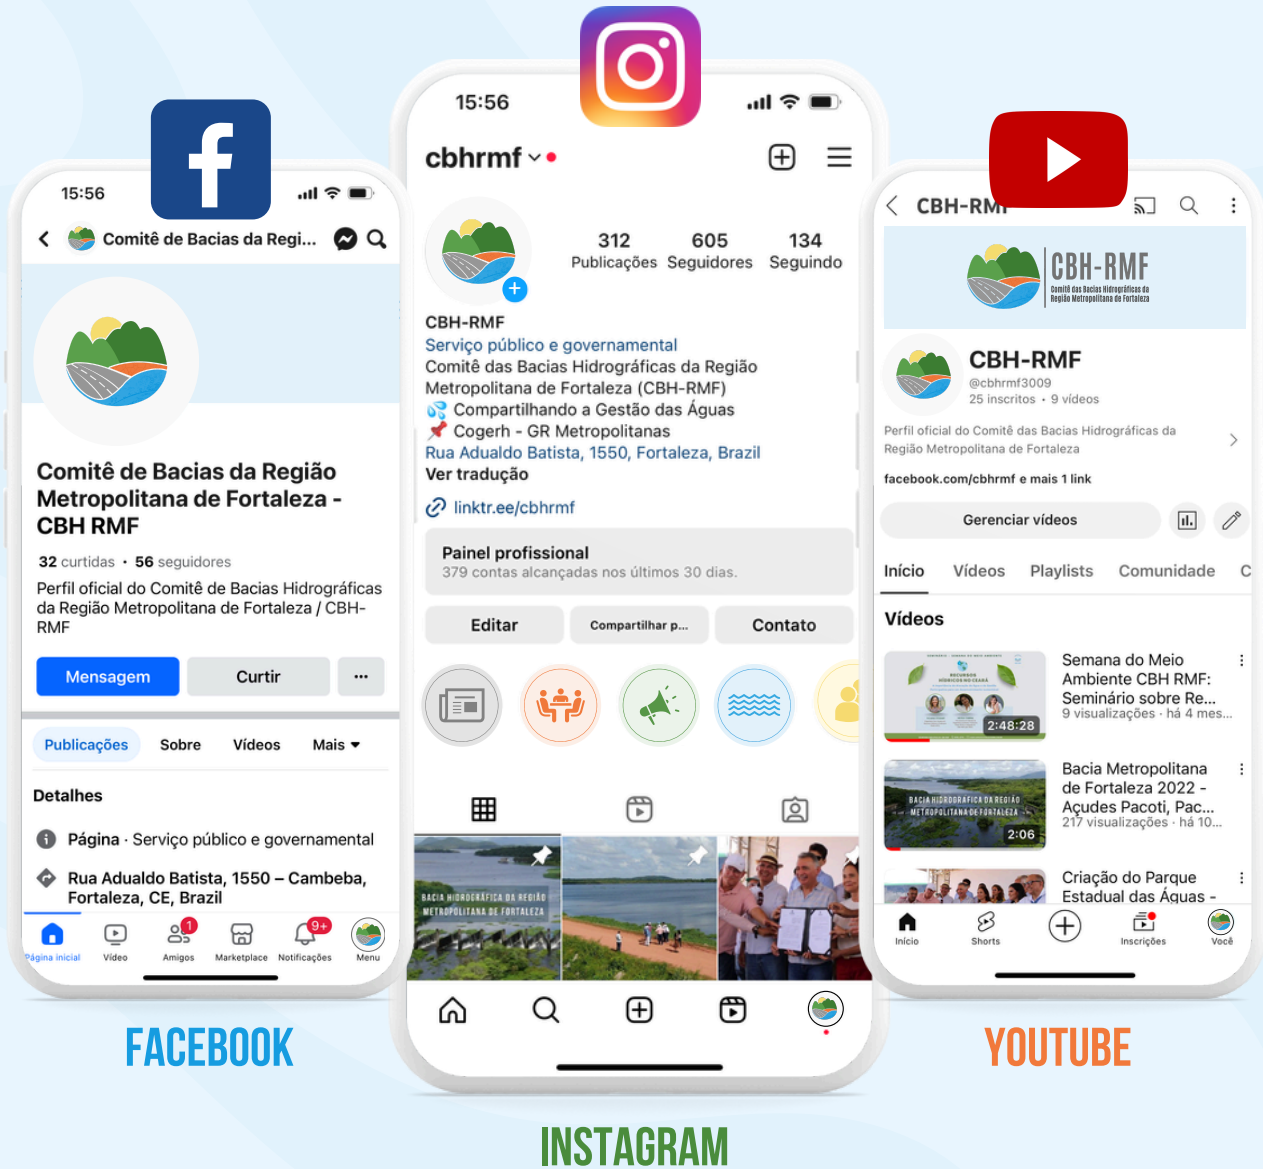 15:56
Comitê de Bacias da Regi...
Comitê de Bacias da Região
Metropolitana de Fortaleza -
CBH RMF
32 curtidas · 56 seguidores
Perfil oficial do Comitê de Bacias Hidrográficas
da Região Metropolitana de Fortaleza / CBH-
RMF
Mensagem
Curtir
...
Publicações
Sobre
Vídeos
Mais
Detalhes
Página · Serviço público e governamental
Rua Adualdo Batista, 1550 – Cambeba,
Fortaleza, CE, Brazil
1
9+
Página inicial
Vídeo
Amigos
Marketplace
Notificações
Menu
FACEBOOK
15:56
cbhrmf
312
605
134
Publicações
Seguidores
Seguindo
CBH-RMF
Serviço público e governamental
Comitê das Bacias Hidrográficas da Região
Metropolitana de Fortaleza (CBH-RMF)
Compartilhando a Gestão das Águas
Cogerh - GR Metropolitanas
Rua Adualdo Batista, 1550, Fortaleza, Brazil
Ver tradução
linktr.ee/cbhrmf
Painel profissional
379 contas alcançadas nos últimos 30 dias.
Editar
Compartilhar p...
Contato
BACIA HIDROGRÁFICA DA REGIÃO
METROPOLITANA DE FORTALEZA
INSTAGRAM
CBH-RMF
CBH-RMF
Comitê das Bacias Hidrográficas da
Região Metropolitana de Fortaleza
CBH-RMF
@cbhrmf3009
25 inscritos · 9 vídeos
Perfil oficial do Comitê das Bacias Hidrográficas da
Região Metropolitana de Fortaleza
facebook.com/cbhrmf e mais 1 link
Gerenciar vídeos
Início
Vídeos
Playlists
Comunidade
C
Vídeos
RECURSOS
HÍDRICOS NO CEARÁ
2:48:28
Semana do Meio
Ambiente CBH RMF:
Seminário sobre Re...
9 visualizações · há 4 mes...
BACIA HIDROGRÁFICA DA REGIÃO
METROPOLITANA DE FORTALEZA
2:06
Bacia Metropolitana
de Fortaleza 2022 -
Açudes Pacoti, Pac...
217 visualizações · há 10...
Criação do Parque
Estadual das Águas -
Início
Shorts
Inscrições
Você
YOUTUBE